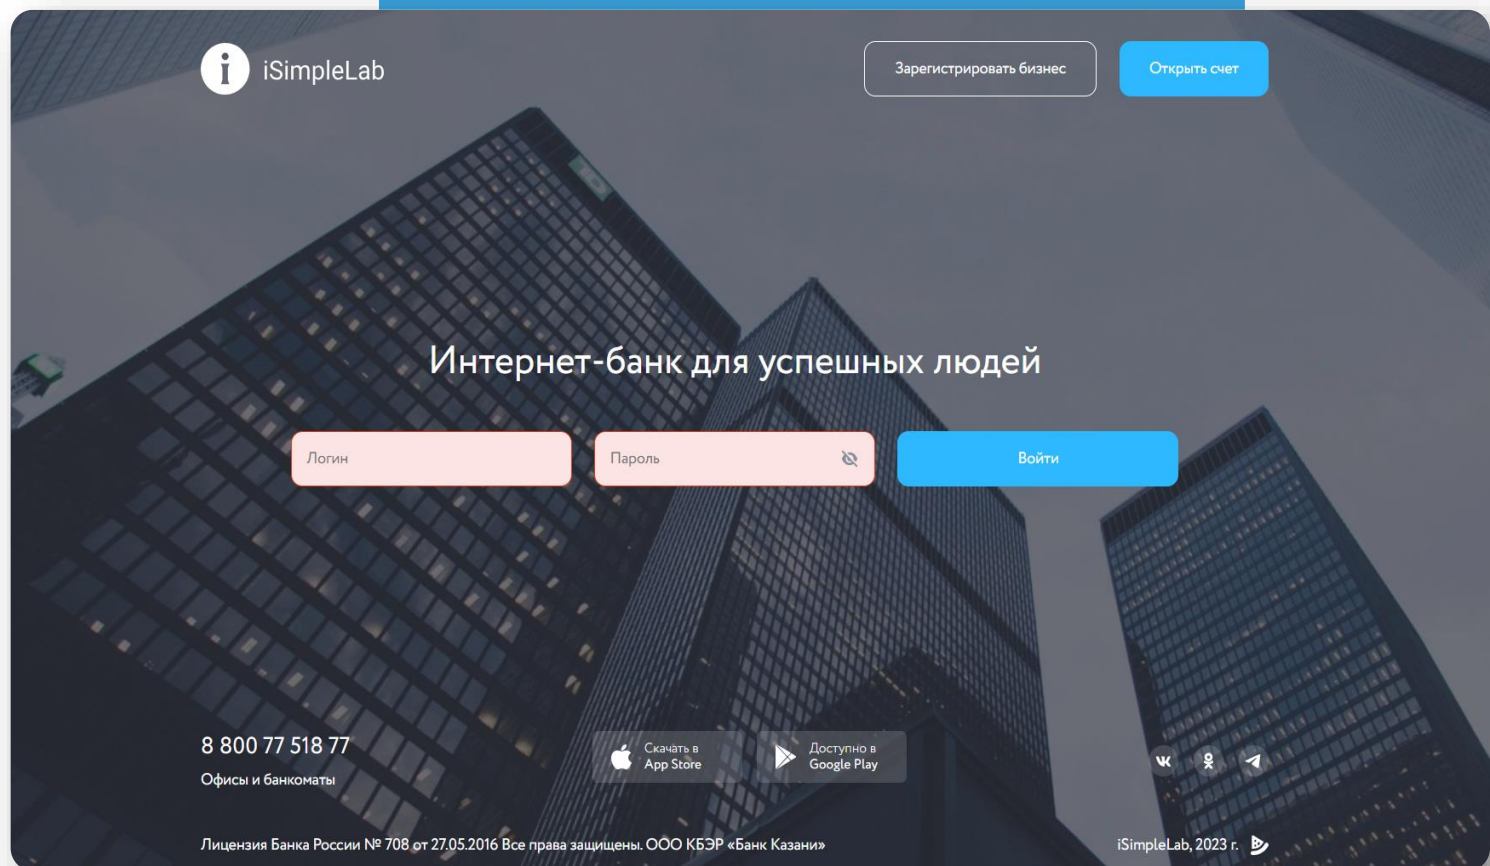 iSimpleLab
Зарегистрировать бизнес
Открыть счет
Интернет-банк для успешных людей
Логин
Пароль
Войти
8 800 77 518 77
Офисы и банкоматы
Скачать в
App Store
Доступно в
Google Play
Лицензия Банка России № 708 от 27.05.2016 Все права защищены. ООО КБЭР «Банк Казани»
iSimpleLab, 2023 г.